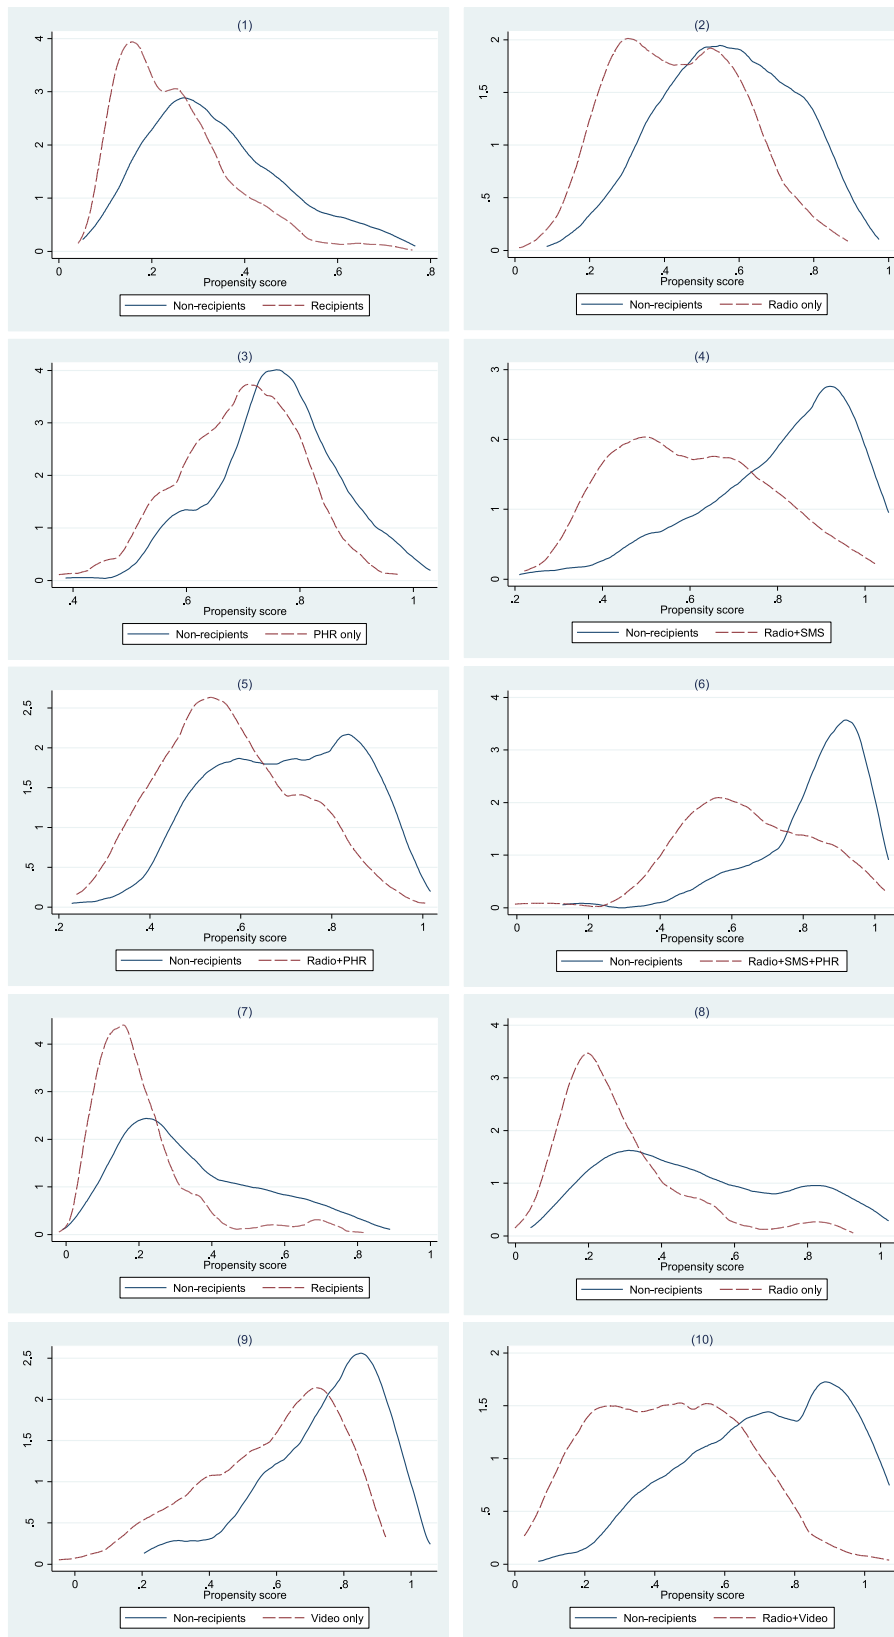 (1)
4
3
2
1
0
0 .2 .4 .6 .8
Propensity score
Non-recipients Recipients
(2)
2
1.5
1
.5
0
0 .2 .4 .6 .8 1
Propensity score
Non-recipients Radio only
(3)
4
3
2
1
0
.4 .6 .8 1
Propensity score
Non-recipients PHR only
(4)
3
2
1
0
.2 .4 .6 .8 1
Propensity score
Non-recipients Radio+SMS
(5)
2.5
2
1.5
1
.5
0
.2 .4 .6 .8 1
Propensity score
Non-recipients Radio+PHR
(6)
4
3
2
1
0
0 .2 .4 .6 .8 1
Propensity score
Non-recipients Radio+SMS+PHR
(7)
4
3
2
1
0
0 .2 .4 .6 .8 1
Propensity score
Non-recipients Recipients
(8)
4
3
2
1
0
0 .2 .4 .6 .8 1
Propensity score
Non-recipients Radio only
(9)
2.5
2
1.5
1
.5
0
0 .2 .4 .6 .8 1
Propensity score
Non-recipients Video only
(10)
2
1.5
1
.5
0
0 .2 .4 .6 .8 1
Propensity score
Non-recipients Radio+Video